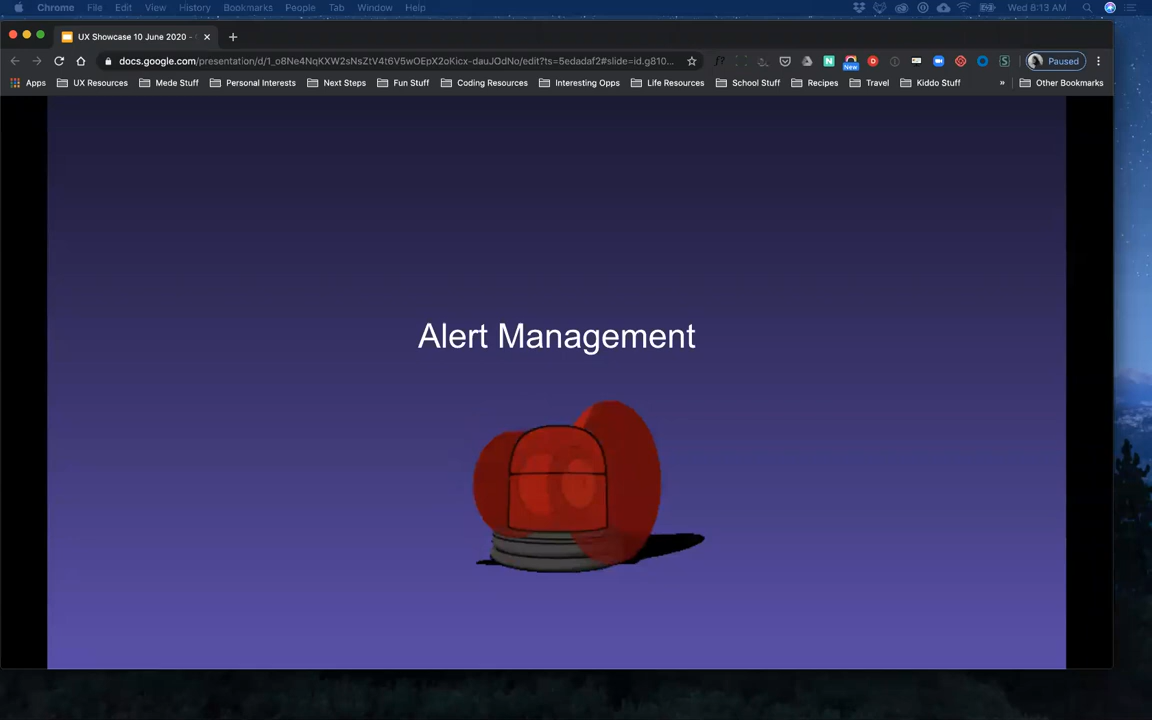 Chrome File Edit View History Bookmarks People Tab Window Help Wed 8:13 AM
UX Showcase 10 June 2020 -
docs.google.com/presentation/d/1_o8Ne4NqKXW2sNsZtV4t6V5wOEpX2oKicx-dauJOdNo/edit?ts=5edadaf2#slide=id.g810... Paused
New
Apps UX Resources Mede Stuff Personal Interests Next Steps Fun Stuff Coding Resources Interesting Opps Life Resources School Stuff Recipes Travel Kiddo Stuff » Other Bookmarks
Alert Management